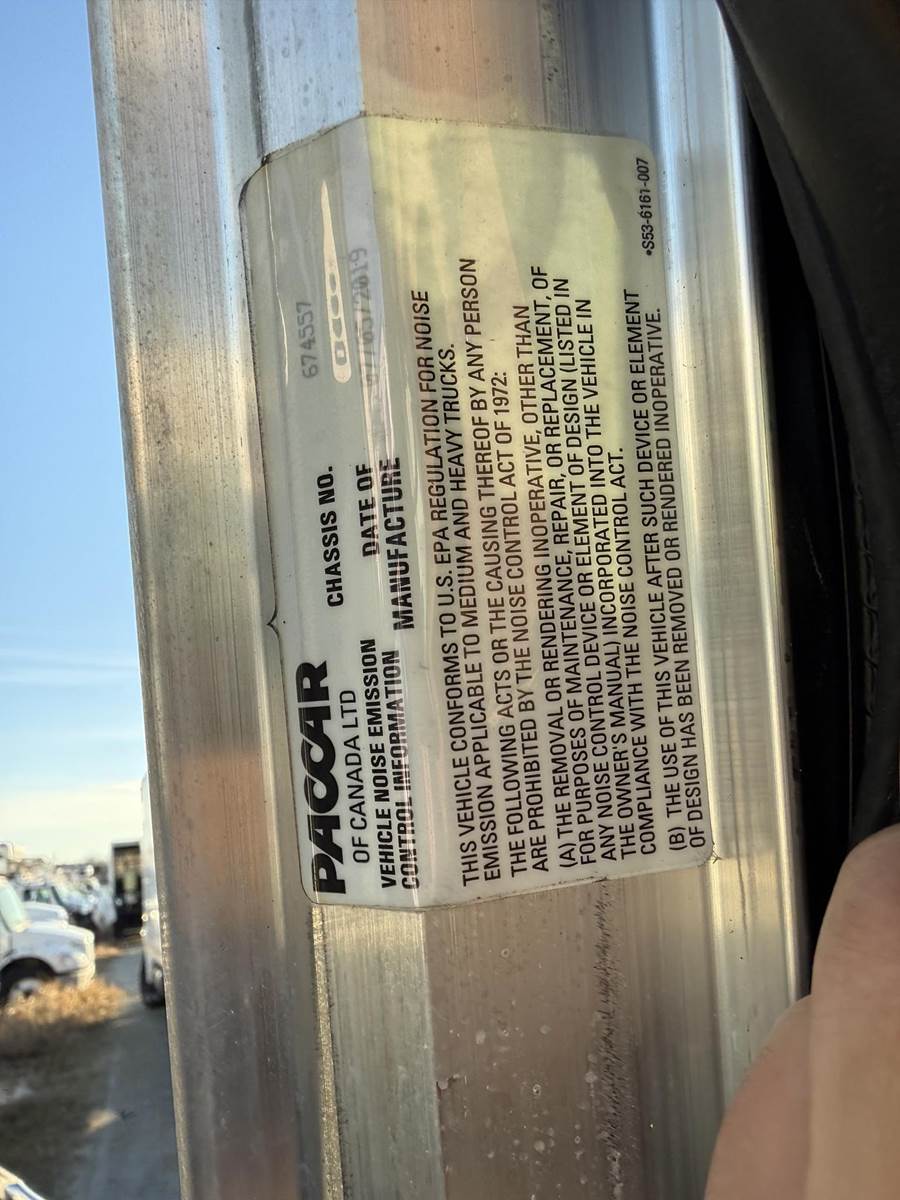 PACCAR
OF CANADA LTD
VEHICLE NOISE EMISSION
CONTROL INFORMATION
CHASSIS NO. 674557
DATE OF
MANUFACTURE
THIS VEHICLE CONFORMS TO U.S. EPA REGULATION FOR NOISE
EMISSION APPLICABLE TO MEDIUM AND HEAVY TRUCKS.
THE FOLLOWING ACTS OR THE CAUSING THEREOF BY ANY PERSON
ARE PROHIBITED BY THE NOISE CONTROL ACT OF 1972:
(A) THE REMOVAL OR RENDERING INOPERATIVE, OTHER THAN
FOR PURPOSES OF MAINTENANCE, REPAIR, OR REPLACEMENT, OF
ANY NOISE CONTROL DEVICE OR ELEMENT OF DESIGN (LISTED IN
THE OWNER'S MANUAL) INCORPORATED INTO THE VEHICLE IN
COMPLIANCE WITH THE NOISE CONTROL ACT.
(B) THE USE OF THIS VEHICLE AFTER SUCH DEVICE OR ELEMENT
OF DESIGN HAS BEEN REMOVED OR RENDERED INOPERATIVE.
•S53-6161-007